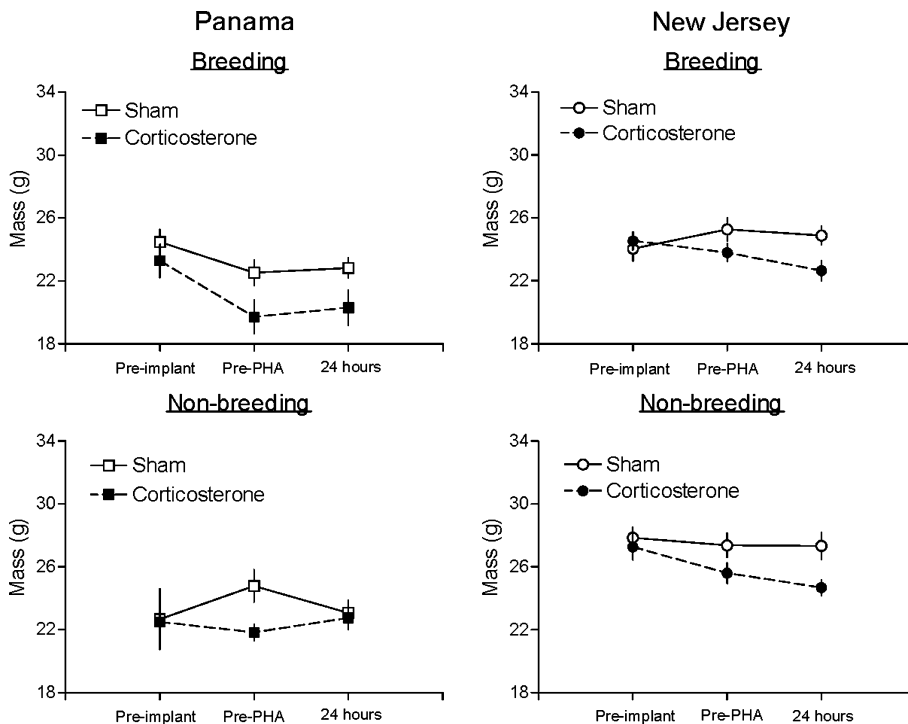 Panama
Breeding
34
30
26
22
18
Mass (g)
Sham
Corticosterone
Pre-implant
Pre-PHA
24 hours
New Jersey
Breeding
34
30
26
22
18
Mass (g)
Sham
Corticosterone
Pre-implant
Pre-PHA
24 hours
Non-breeding
34
30
26
22
18
Mass (g)
Sham
Corticosterone
Pre-implant
Pre-PHA
24 hours
Non-breeding
34
30
26
22
18
Mass (g)
Sham
Corticosterone
Pre-implant
Pre-PHA
24 hours